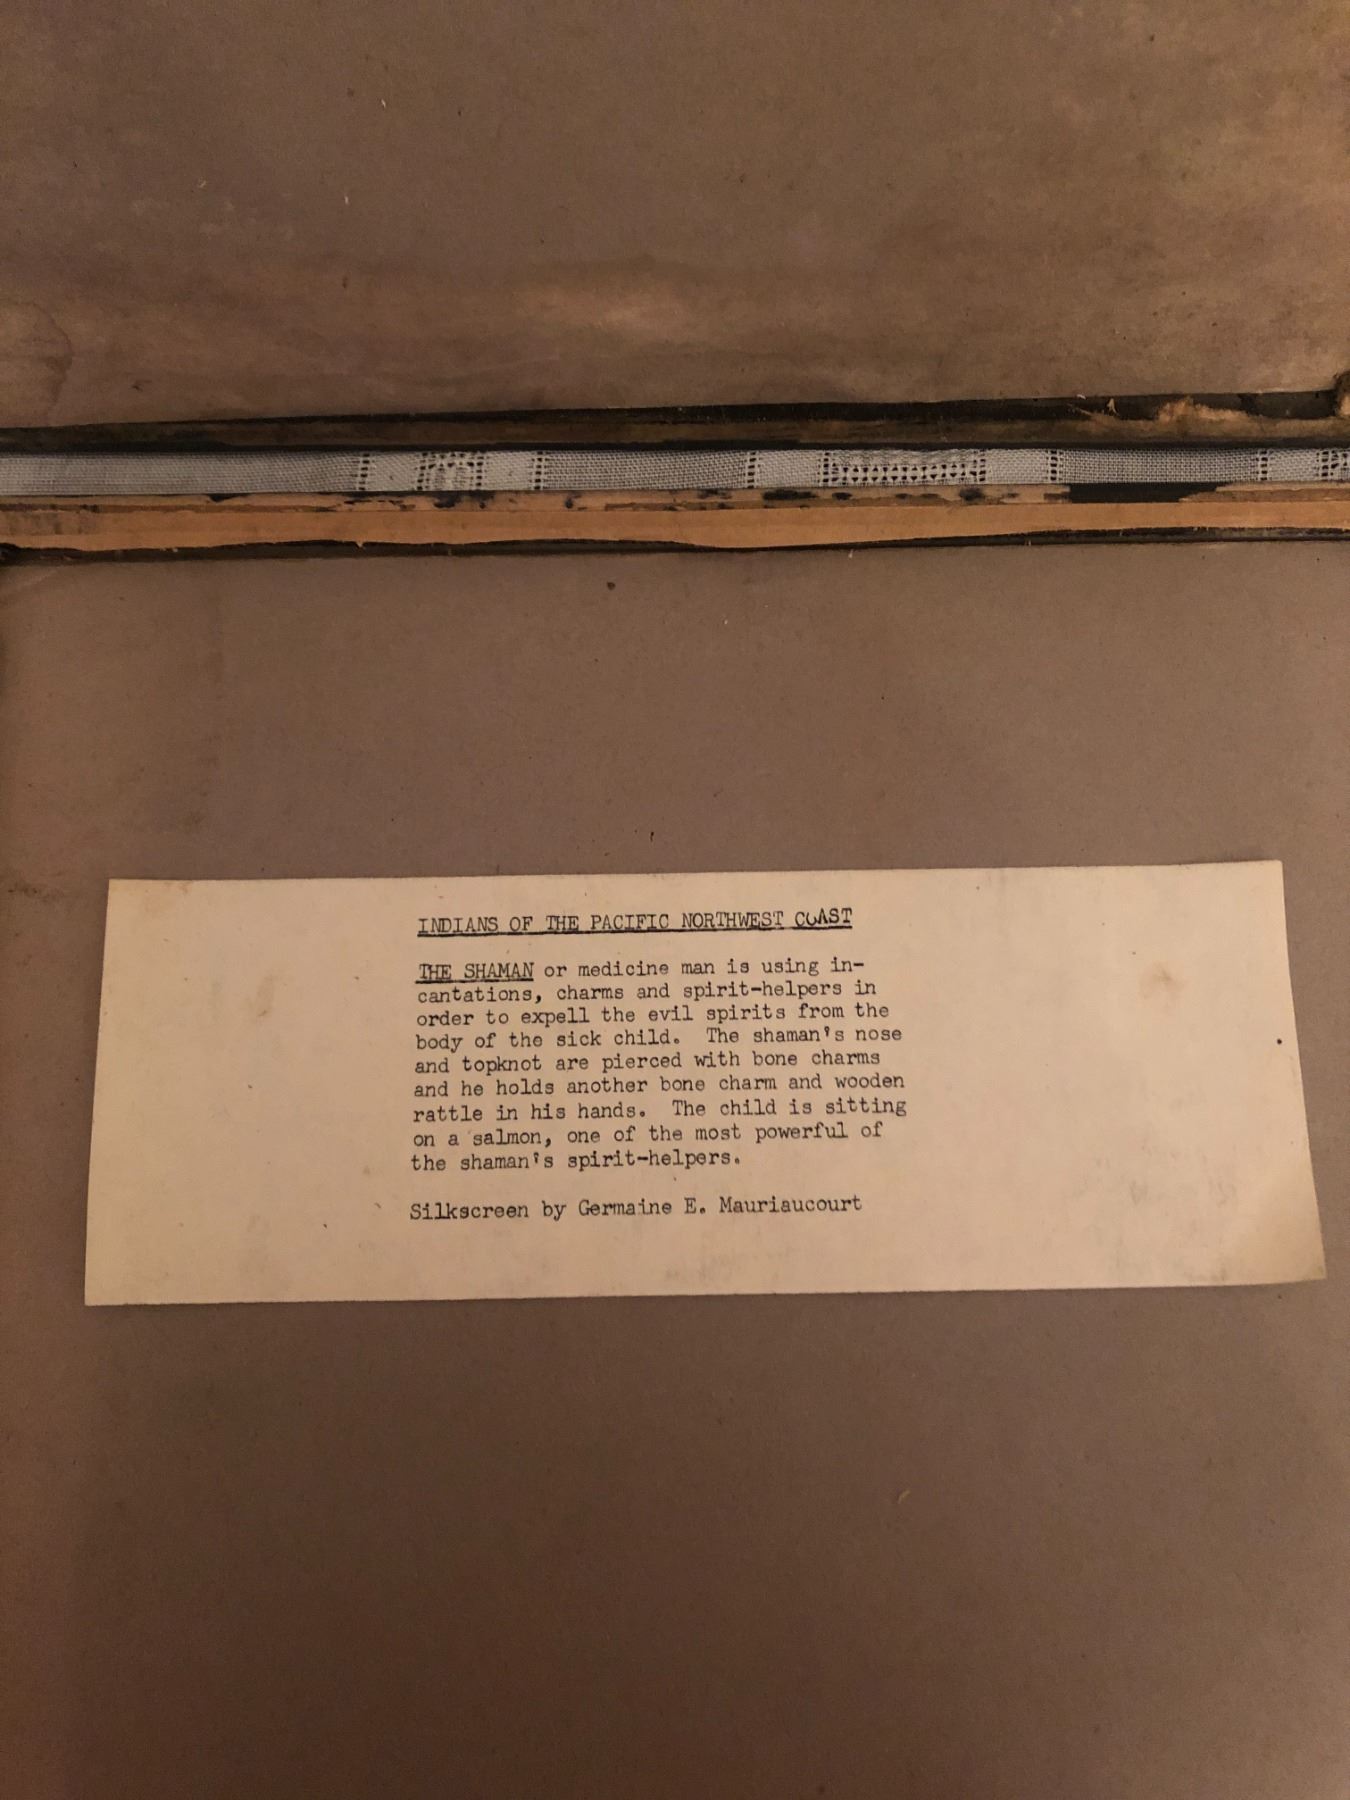 INDIANS OF THE PACIFIC NORTHWEST COAST
THE SHAMAN or medicine man is using in-
cantations, charms and spirit-helpers in
order to expell the evil spirits from the
body of the sick child. The shaman's nose
and topknot are pierced with bone charms
and he holds another bone charm and wooden
rattle in his hands. The child is sitting
on a salmon, one of the most powerful of
the shaman's spirit-helpers.
Silkscreen by Germaine E. Mauriaucourt